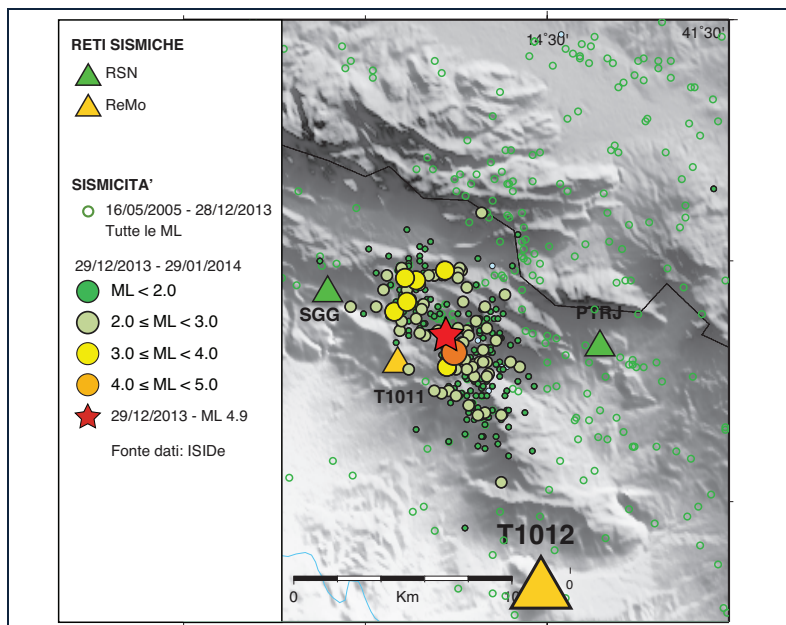 RETI SISMICHE
RSN
ReMo
SISMICITA'
16/05/2005 - 28/12/2013
Tutte le ML
29/12/2013 - 29/01/2014
ML < 2.0
2.0 ≤ ML < 3.0
3.0 ≤ ML < 4.0
4.0 ≤ ML < 5.0
29/12/2013 - ML 4.9
Fonte dati: ISIDe
14°30'
41°30'
SGG
PTRJ
T1011
T1012
0
0
Km